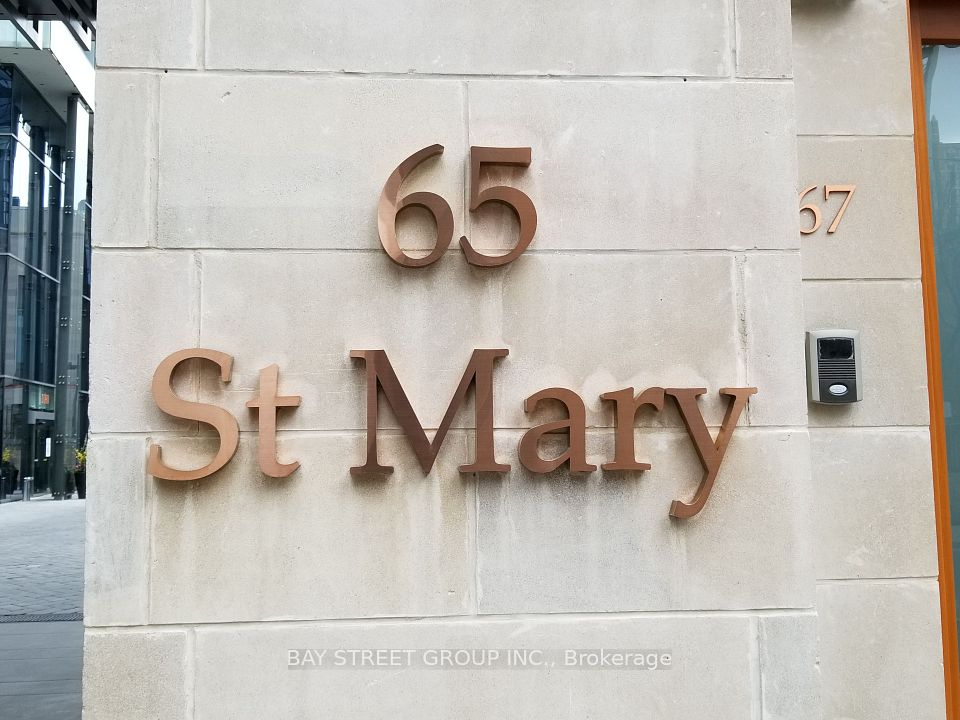 65
67
St Mary
BAY STREET GROUP INC., Brokerage